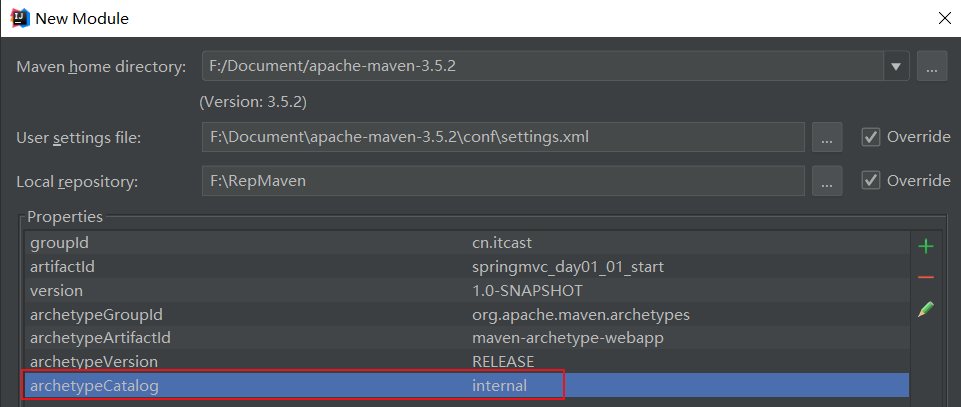 New Module
Maven home directory: F:/Document/apache-maven-3.5.2 ...
(Version: 3.5.2)
User settings file: F:\Document\apache-maven-3.5.2\conf\settings.xml ... Override
Local repository: F:\RepMaven ... Override
Properties
groupId cn.itcast
artifactId springmvc_day01_01_start
version 1.0-SNAPSHOT
archetypeGroupId org.apache.maven.archetypes
archetypeArtifactId maven-archetype-webapp
archetypeVersion RELEASE
archetypeCatalog internal